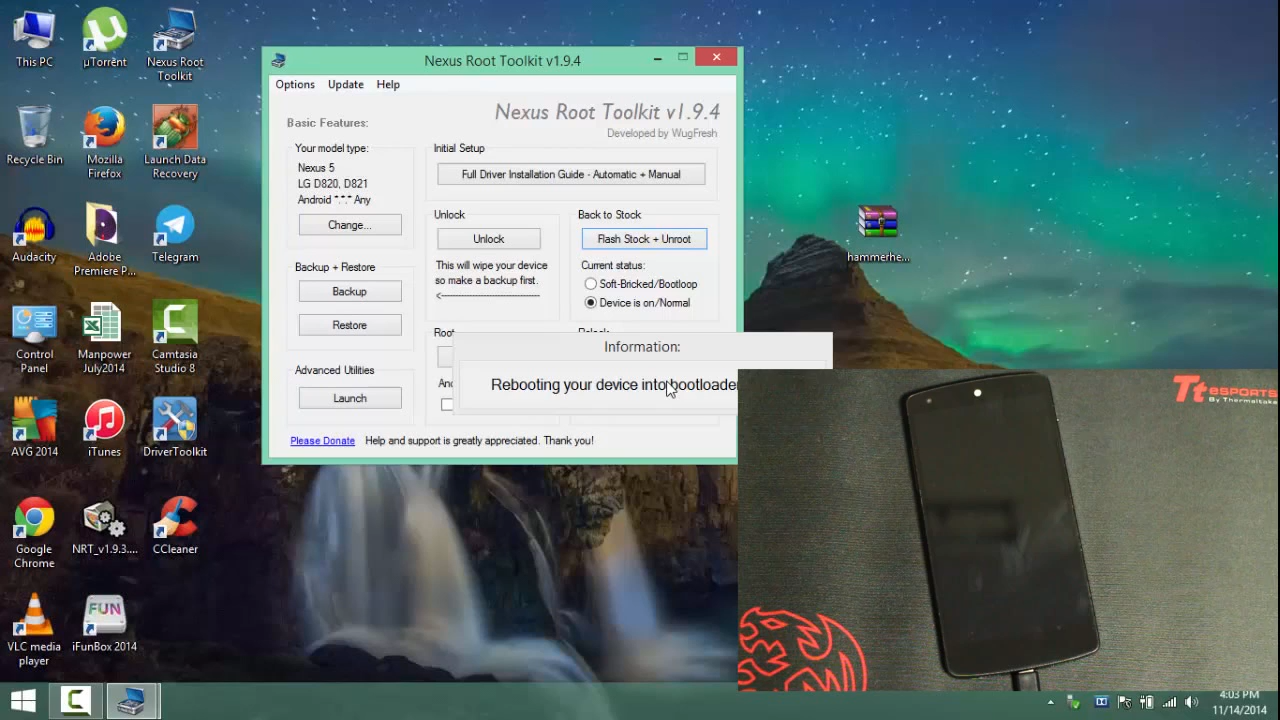 This PC
µTorrent
Nexus Root
Toolkit
Recycle Bin
Mozilla
Firefox
Launch Data
Recovery
Audacity
Adobe
Premiere P...
Telegram
Control
Panel
Manpower
July2014
Camtasia
Studio 8
AVG 2014
iTunes
DriverToolkit
Google
Chrome
NRT_v1.9.3....
CCleaner
VLC media
player
FUN
iFunBox 2014
Nexus Root Toolkit v1.9.4
Options Update Help
Nexus Root Toolkit v1.9.4
Developed by WugFresh
Basic Features:
Your model type:
Nexus 5
LG D820, D821
Android *.*.* Any
Change...
Initial Setup
Full Driver Installation Guide - Automatic + Manual
Unlock
Unlock
This will wipe your device
so make a backup first.
<-----------------------------------
Back to Stock
Flash Stock + Unroot
Current status:
Soft-Bricked/Bootloop
Device is on/Normal
Backup + Restore
Backup
Restore
Root
Advanced Utilities
Launch
Information:
Rebooting your device into bootloader
Please Donate Help and support is greatly appreciated. Thank you!
hammerhe...
Tt eSPORTS
By Thermaltake
4:03 PM
11/14/2014